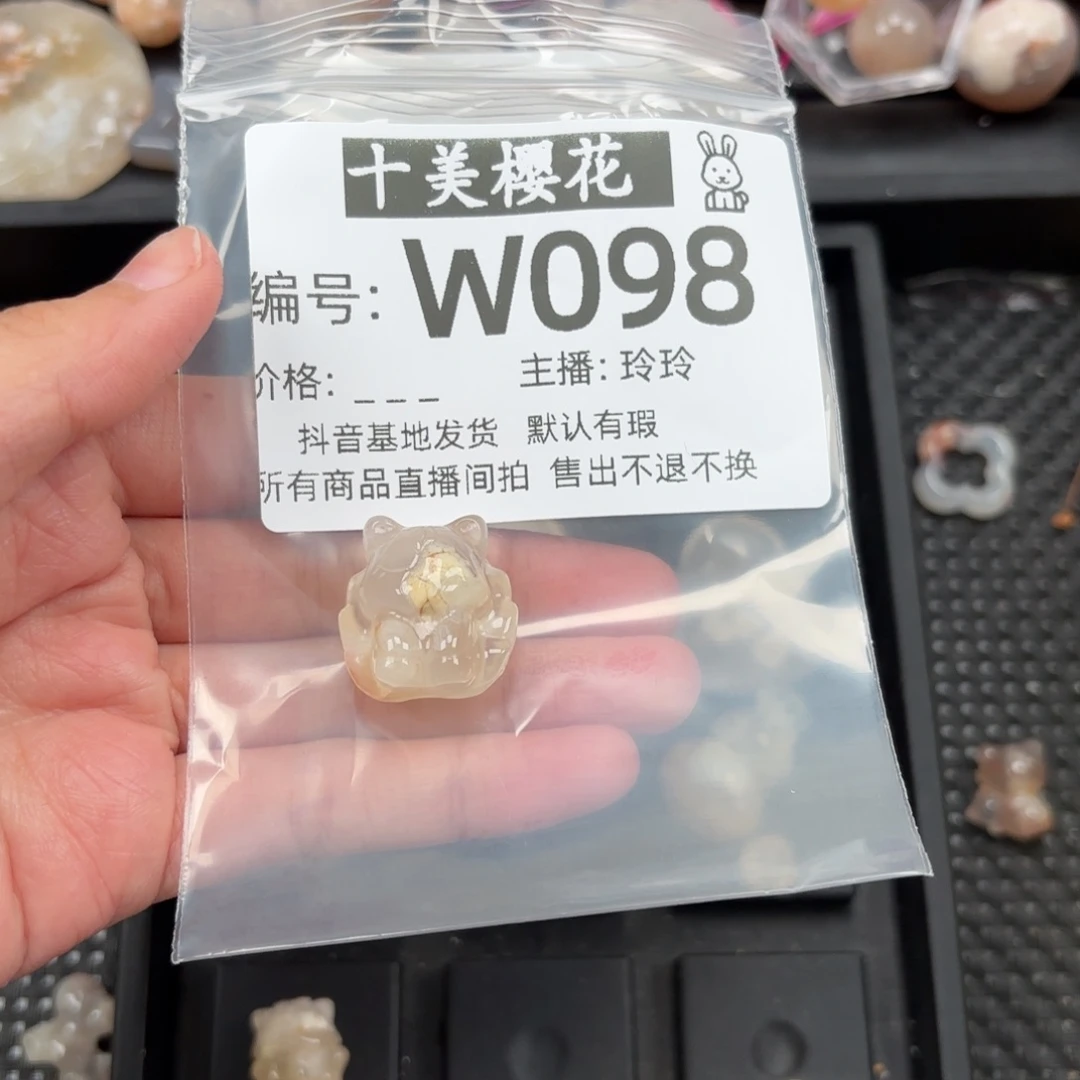 十美樱花
编号: W098
价格: _ _ _ 主播: 玲玲
抖音基地发货 默认有瑕
所有商品直播间拍 售出不退不换